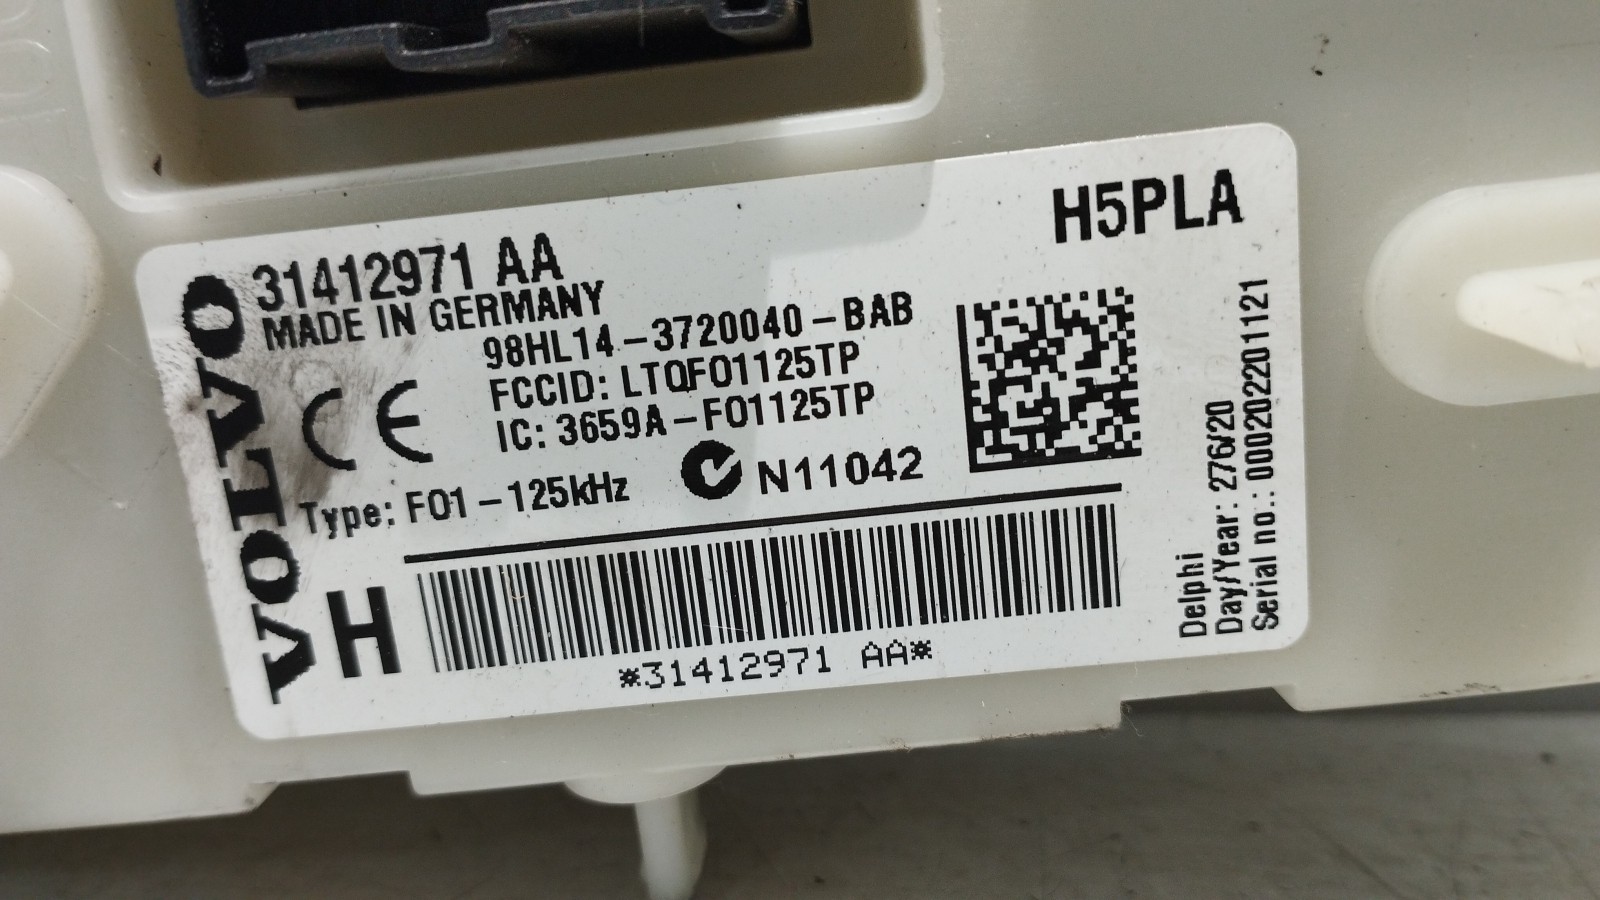 VOLVO
31412971 AA
MADE IN GERMANY
H5PLA
98HL14-3720040-BAB
FCCID: LTQFO1125TP
IC: 3659A-FO1125TP
CE
Type: FO1-125kHz
N11042
H
*31412971 AA*
Delphi
Day/Year: 276/20
Serial no.: 000202201121